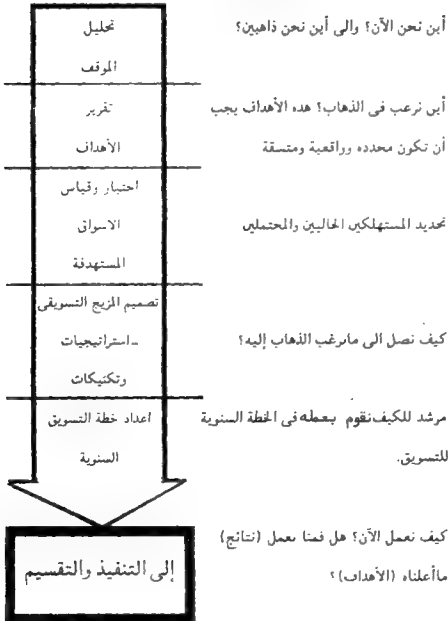 أين نحن الآن؟ والى أين نحن ذاهبين؟
تحليل
الموقف
أين نرغب فى الذهاب؟ هده الأهداف يجب
أن تكون محدده وواقعية ومتسقة
تقرير
الأهداف
تحديد المستهلكين الحاليين والمحتملين
اختيار وقياس
الاسواق
المستهدفة
كيف نصل الى مانرغب الذهاب إليه؟
تصميم المزيج التسويقى
ـ استراتيجيات
وتكتيكات
مرشد للكيف نقوم بعمله فى الخطة السنوية
للتسويق.
اعداد خطة التسويق
السنوية
كيف نعمل الآن؟ هل قمنا بعمل (نتائج)
ماأعلناه (الأهداف)؟
إلى التنفيذ والتقسيم